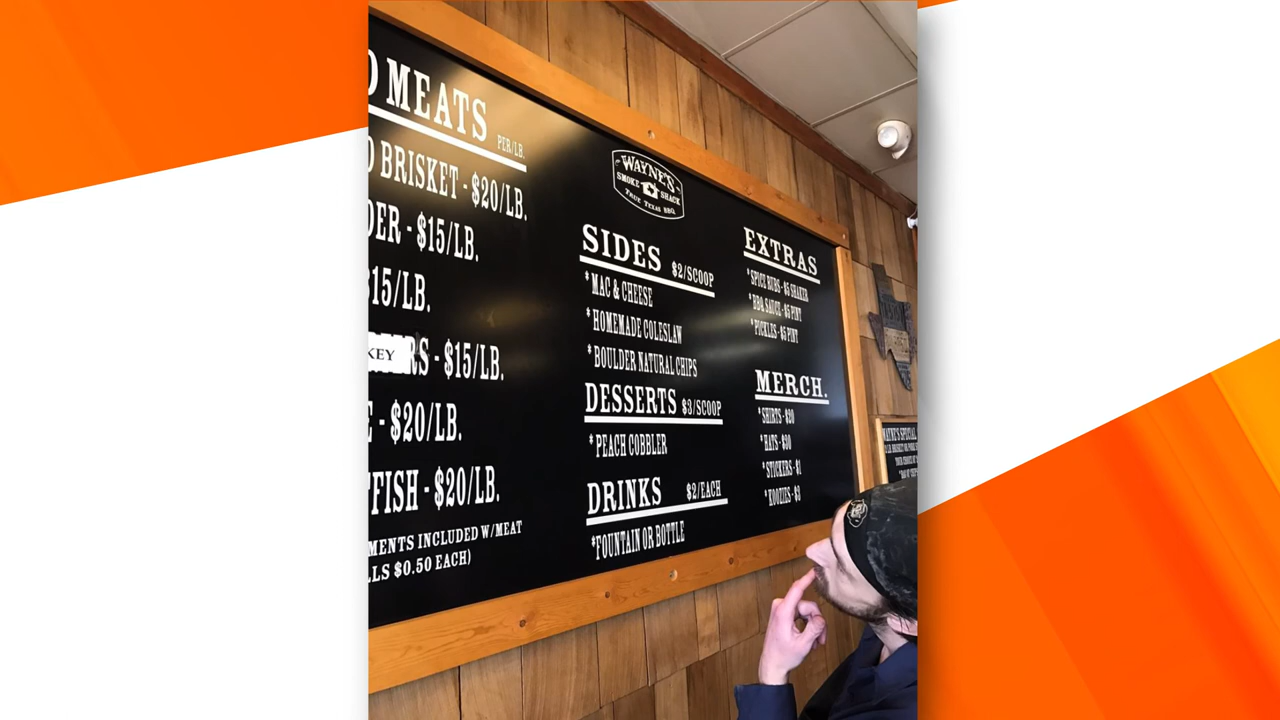 MEATS PER/LB.
BRISKET - $20/LB.
DER - $15/LB.
$15/LB.
KEY RS - $15/LB.
E - $20/LB.
FISH - $20/LB.
MENTS INCLUDED W/MEAT
LLS $0.50 EACH)
WAYNE'S
SMOKE SHACK
TRUE TEXAS BBQ
SIDES $2/SCOOP
*MAC & CHEESE
*HOMEMADE COLESLAW
*BOULDER NATURAL CHIPS
DESSERTS $3/SCOOP
*PEACH COBBLER
DRINKS $2/EACH
*FOUNTAIN OR BOTTLE
EXTRAS
*SPICE RUBS - $5 SHAKER
*BBQ SAUCE - $5 PINT
*PICKLES - $5 PINT
MERCH.
*SHIRTS - $20
*HATS - $20
*STICKERS - $1
*KOOZIES - $3
WAYNE'S SPECIAL